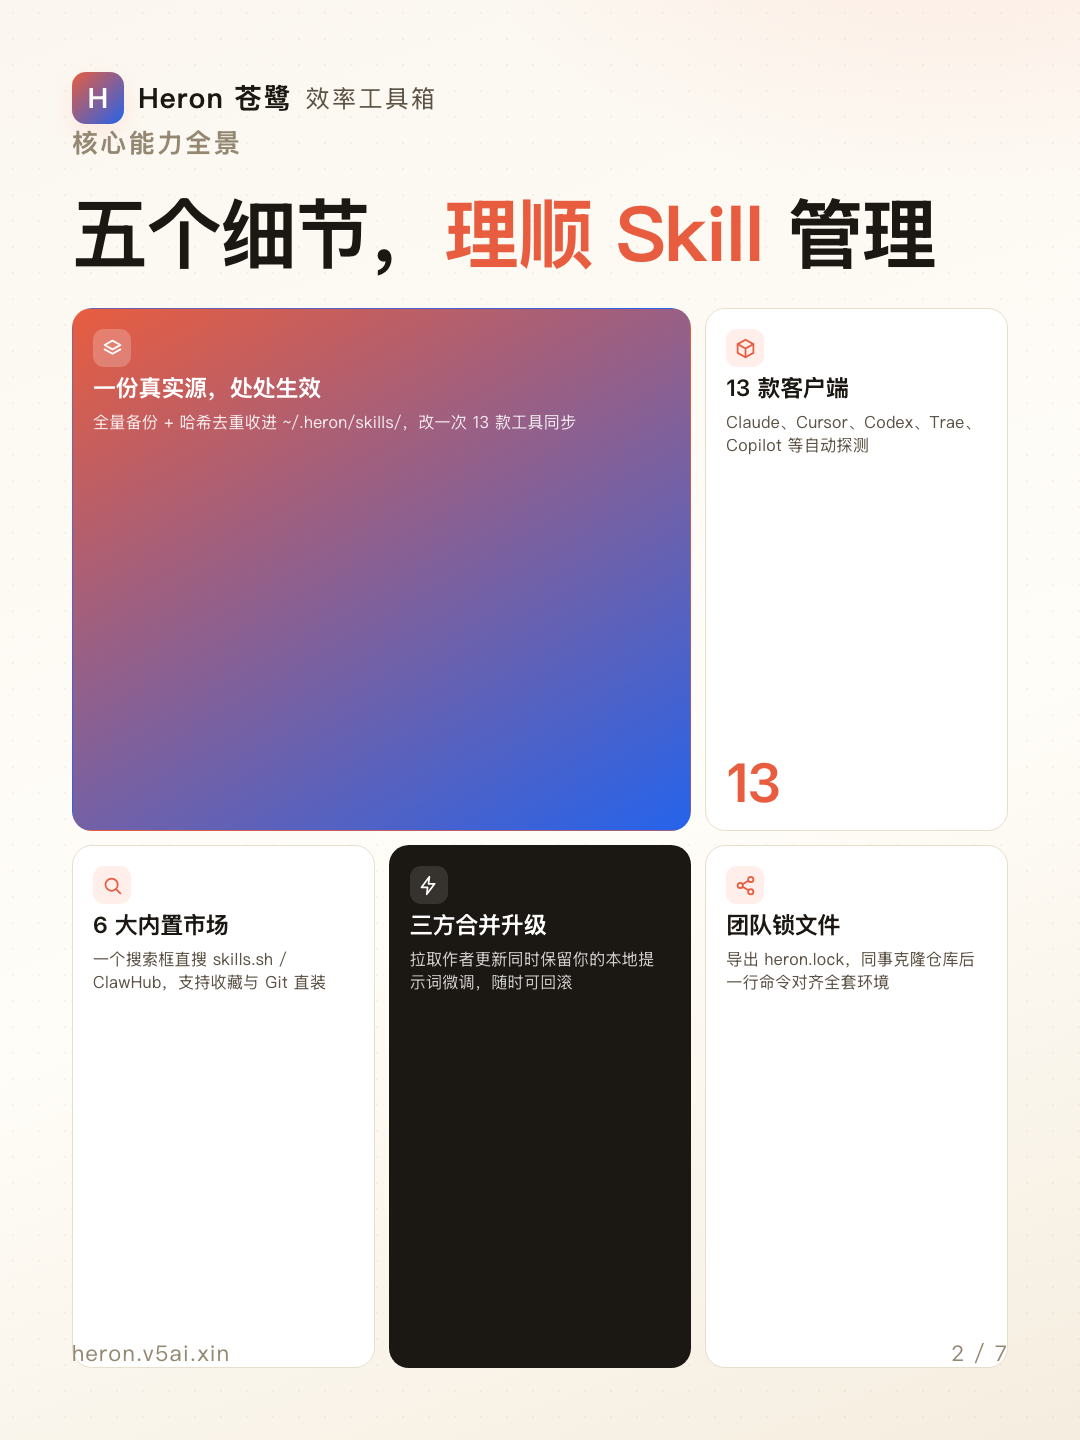 H Heron 苍鹭 效率工具箱
核心能力全景
五个细节，理顺 Skill 管理
一份真实源，处处生效
全量备份 + 哈希去重收进 ~/.heron/skills/，改一次 13 款工具同步
13 款客户端
Claude、Cursor、Codex、Trae、
Copilot 等自动探测
13
6 大内置市场
一个搜索框直搜 skills.sh /
ClawHub，支持收藏与 Git 直装
三方合并升级
拉取作者更新同时保留你的本地提
示词微调，随时可回滚
团队锁文件
导出 heron.lock，同事克隆仓库后
一行命令对齐全套环境
heron.v5ai.xin
2 / 7